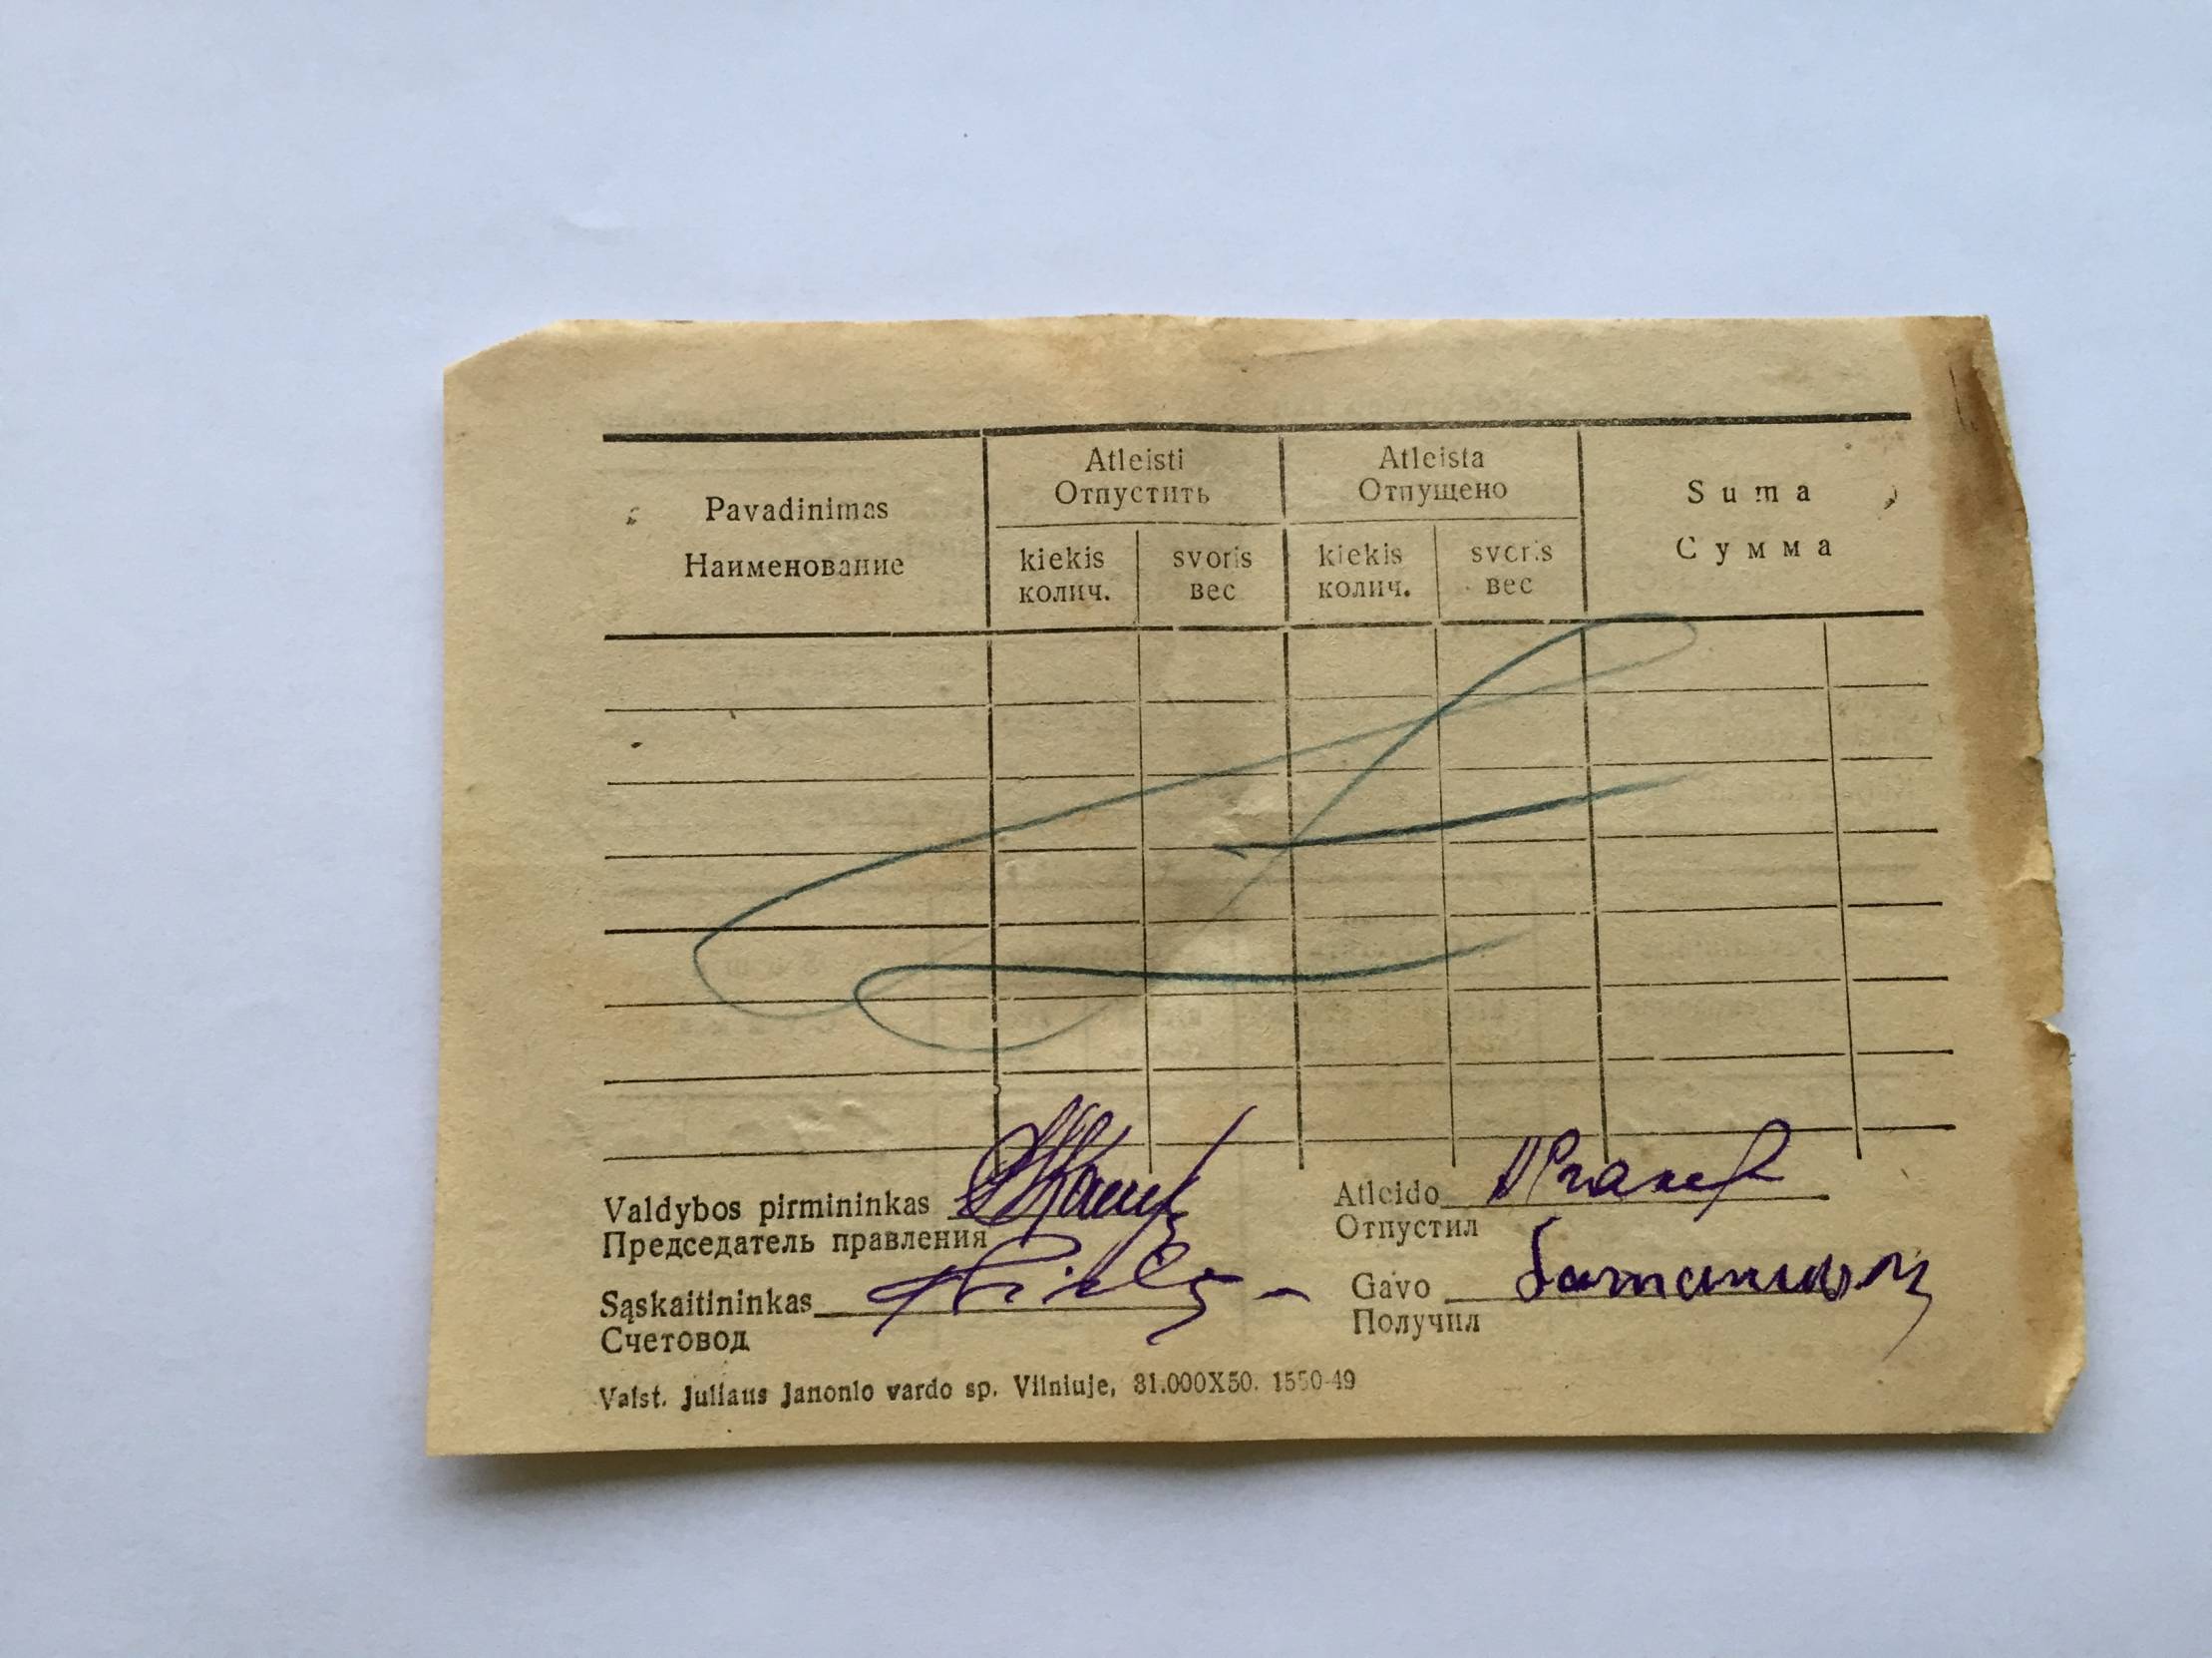 Pavadinimas
Наименование
Atleisti
Отпустить
kiekis
колич.
svoris
вес
Atleista
Отпущено
kiekis
колич.
svoris
вес
Suma
Сумма
Valdybos pirmininkas
Председатель правления
Sąskaitininkas
Счетовод
Atleido
Отпустил
Gavo
Получил
Valst. Juliaus Janonio vardo sp. Vilniuje, 31.000X50. 1550-49